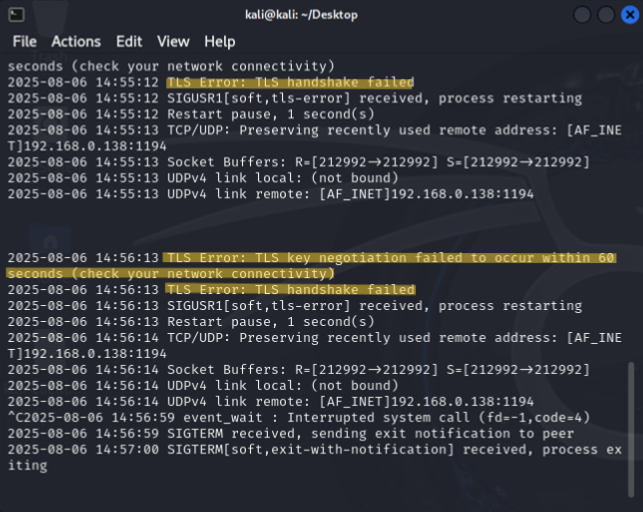 kali@kali: ~/Desktop
File Actions Edit View Help
seconds (check your network connectivity)
2025-08-06 14:55:12 TLS Error: TLS handshake failed
2025-08-06 14:55:12 SIGUSR1[soft,tls-error] received, process restarting
2025-08-06 14:55:12 Restart pause, 1 second(s)
2025-08-06 14:55:13 TCP/UDP: Preserving recently used remote address: [AF_INE
T]192.168.0.138:1194
2025-08-06 14:55:13 Socket Buffers: R=[212992→212992] S=[212992→212992]
2025-08-06 14:55:13 UDPv4 link local: (not bound)
2025-08-06 14:55:13 UDPv4 link remote: [AF_INET]192.168.0.138:1194
2025-08-06 14:56:13 TLS Error: TLS key negotiation failed to occur within 60
seconds (check your network connectivity)
2025-08-06 14:56:13 TLS Error: TLS handshake failed
2025-08-06 14:56:13 SIGUSR1[soft,tls-error] received, process restarting
2025-08-06 14:56:13 Restart pause, 1 second(s)
2025-08-06 14:56:14 TCP/UDP: Preserving recently used remote address: [AF_INE
T]192.168.0.138:1194
2025-08-06 14:56:14 Socket Buffers: R=[212992→212992] S=[212992→212992]
2025-08-06 14:56:14 UDPv4 link local: (not bound)
2025-08-06 14:56:14 UDPv4 link remote: [AF_INET]192.168.0.138:1194
^C2025-08-06 14:56:59 event_wait : Interrupted system call (fd=-1,code=4)
2025-08-06 14:56:59 SIGTERM received, sending exit notification to peer
2025-08-06 14:57:00 SIGTERM[soft,exit-with-notification] received, process ex
iting